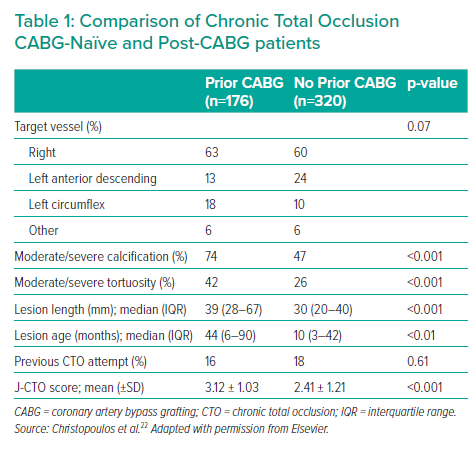 Table 1: Comparison of Chronic Total Occlusion
CABG-Naïve and Post-CABG patients
Prior CABG No Prior CABG p-value
(n=176) (n=320)
Target vessel (%) 0.07
Right 63 60
Left anterior descending 13 24
Left circumflex 18 10
Other 6 6
Moderate/severe calcification (%) 74 47 <0.001
Moderate/severe tortuosity (%) 42 26 <0.001
Lesion length (mm); median (IQR) 39 (28–67) 30 (20–40) <0.001
Lesion age (months); median (IQR) 44 (6–90) 10 (3–42) <0.01
Previous CTO attempt (%) 16 18 0.61
J-CTO score; mean (±SD) 3.12 ± 1.03 2.41 ± 1.21 <0.001
CABG = coronary artery bypass grafting; CTO = chronic total occlusion; IQR = interquartile range.
Source: Christopoulos et al.²² Adapted with permission from Elsevier.